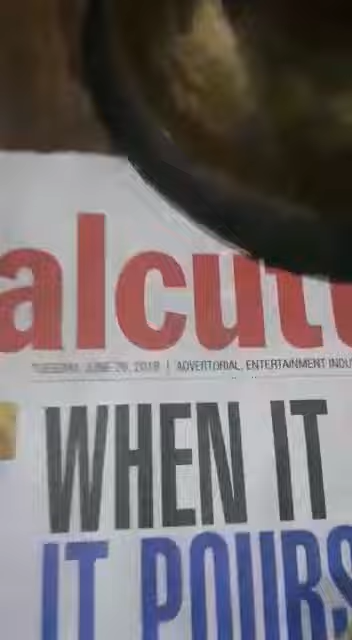 alcutt
TUESDAY, JUNE 26, 2018 | ADVERTORIAL, ENTERTAINMENT INDU
WHEN IT
IT POURS